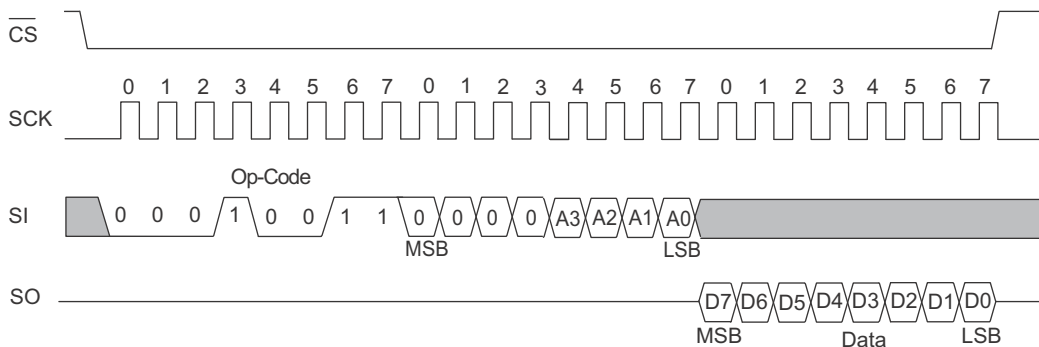 CS
0 1 2 3 4 5 6 7 0 1 2 3 4 5 6 7 0 1 2 3 4 5 6 7
SCK
Op-Code
SI 0 0 0 1 0 0 1 1 0 0 0 0 A3 A2 A1 A0
MSB LSB
SO D7 D6 D5 D4 D3 D2 D1 D0
MSB Data LSB